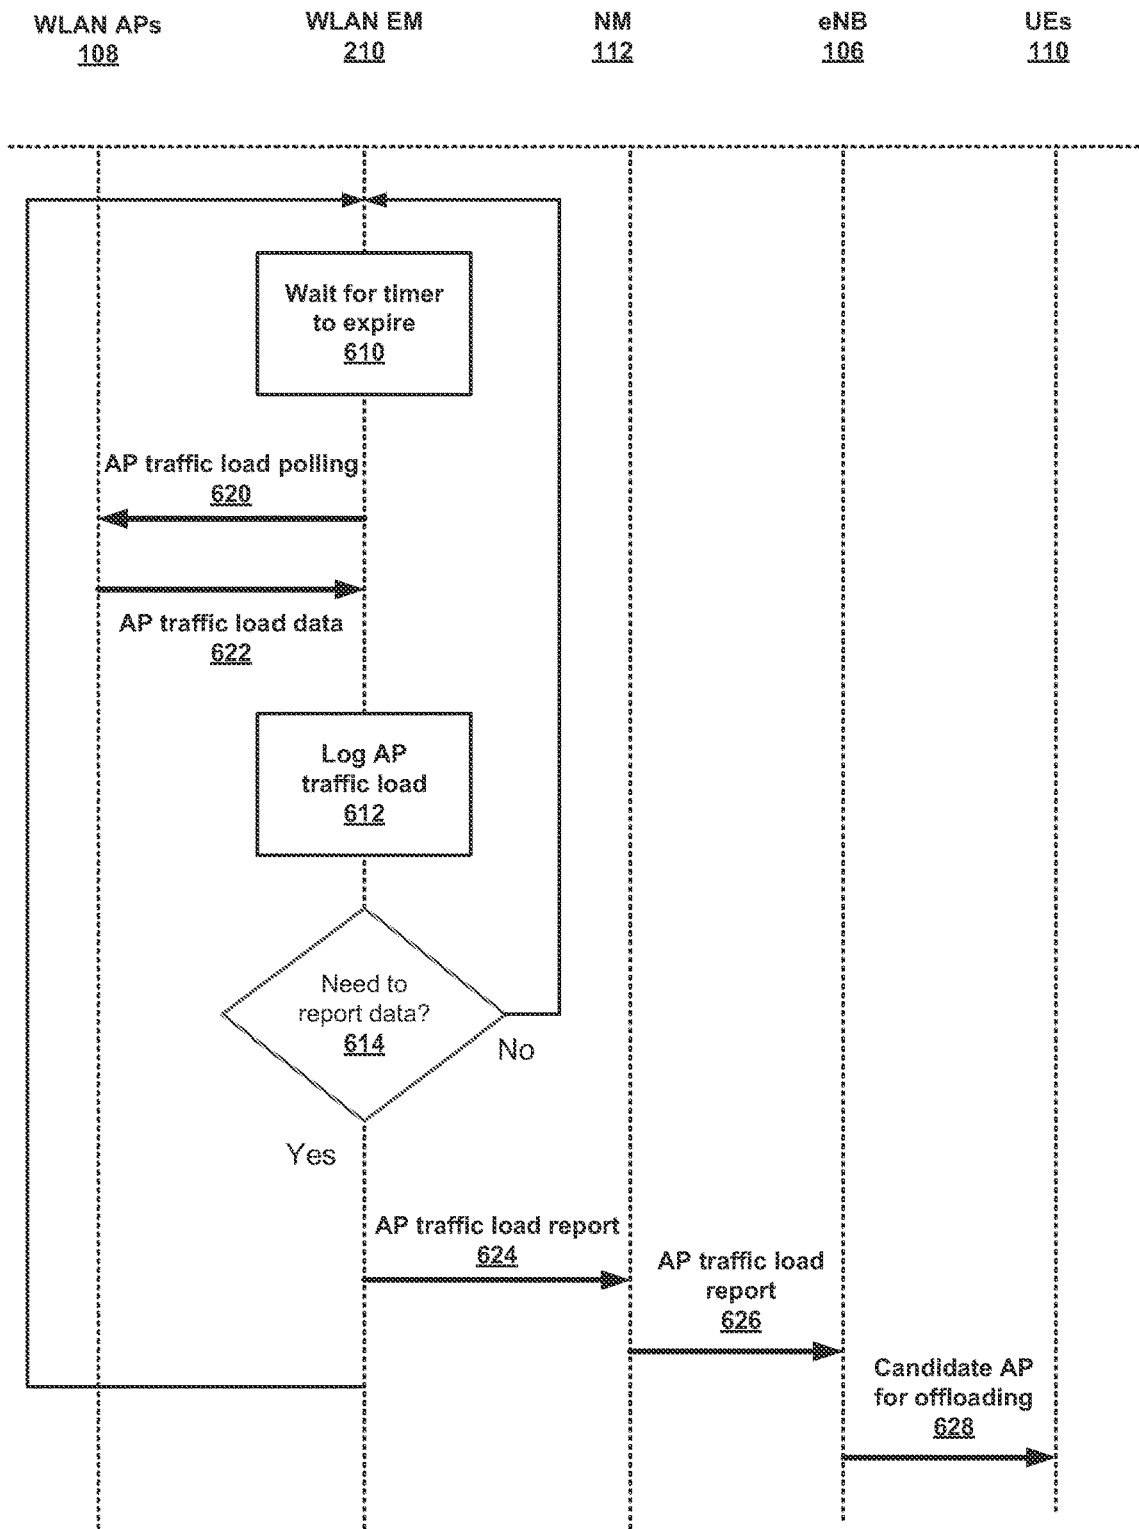 WLAN APs
108
WLAN EM
210
NM
112
eNB
106
UEs
110
Wait for timer
to expire
610
AP traffic load polling
620
AP traffic load data
622
Log AP
traffic load
612
Need to
report data?
614
No
Yes
AP traffic load report
624
AP traffic load
report
626
Candidate AP
for offloading
628